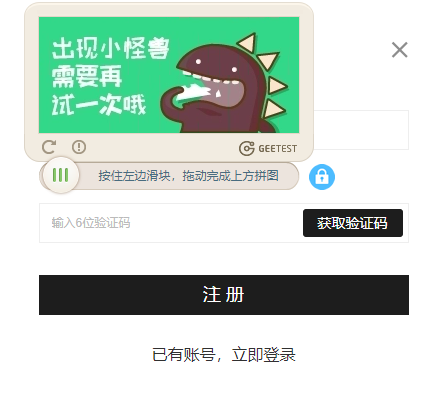 出现小怪兽
需要再
试一次哦
GEETEST
按住左边滑块，拖动完成上方拼图
输入6位验证码
获取验证码
注册
已有账号，立即登录